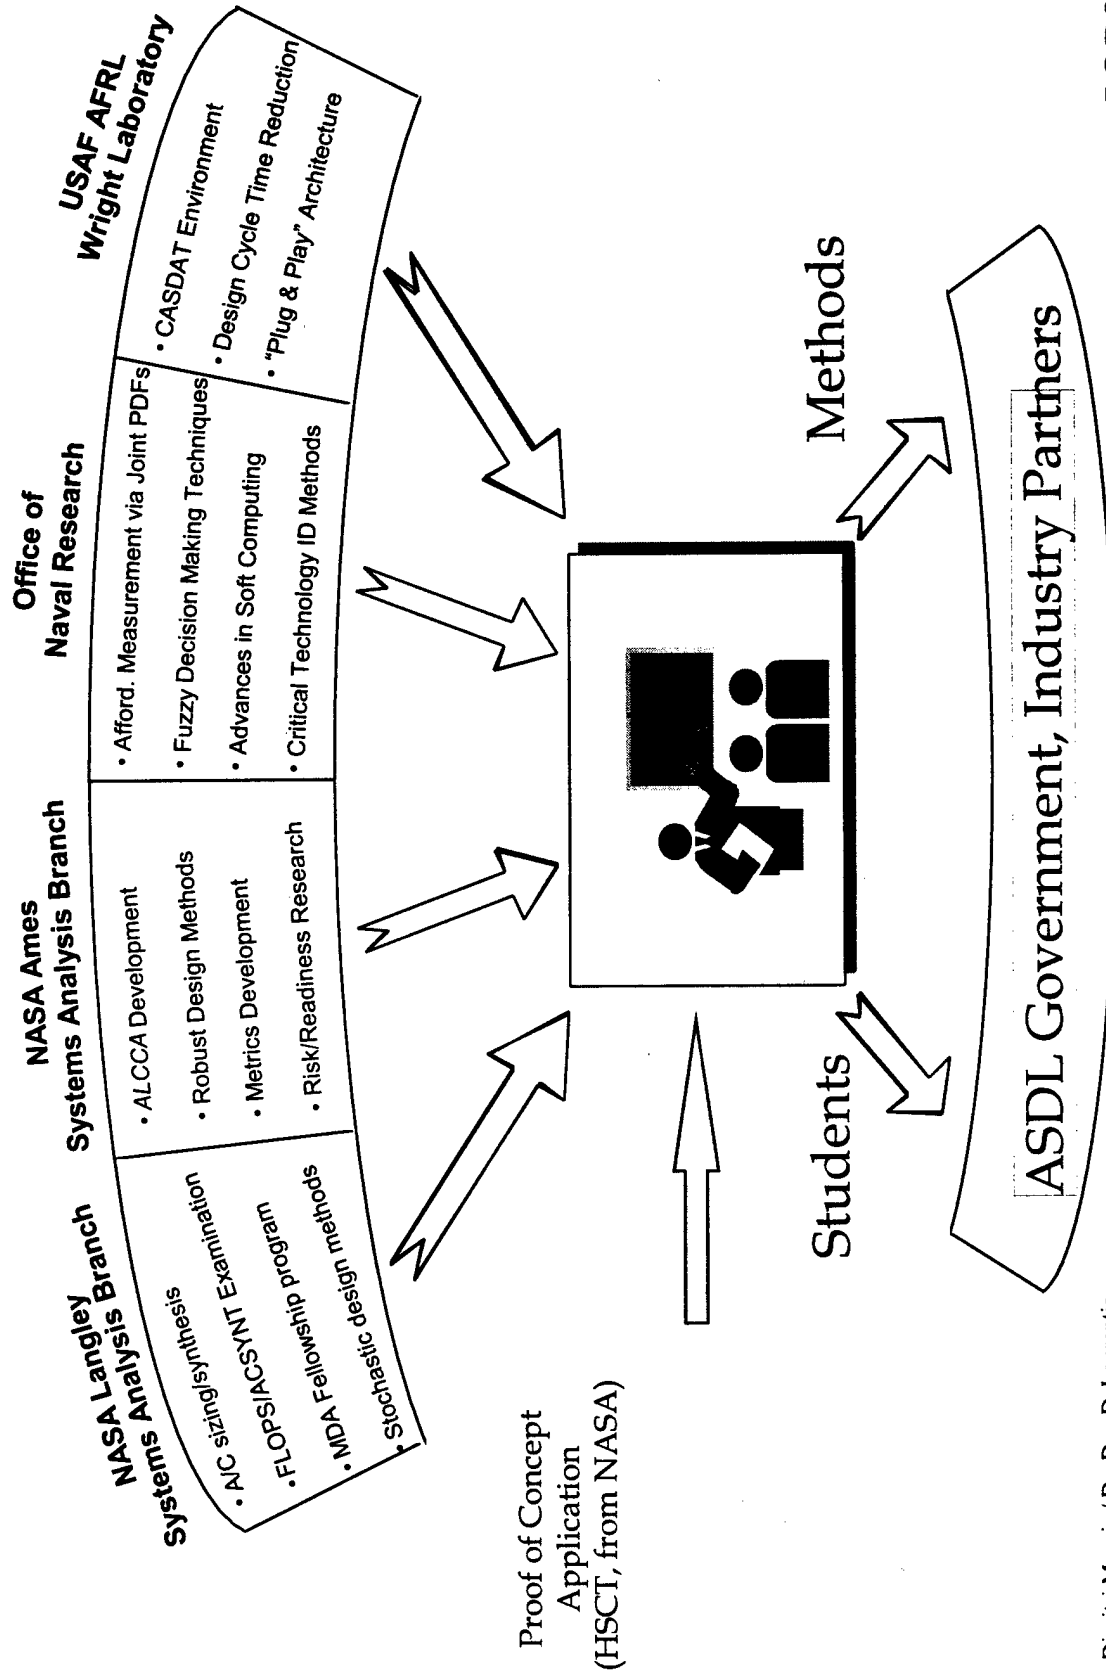 NASA Langley
Systems Analysis Branch
• A/C sizing/synthesis
• FLOPS/ACSYNT Examination
• MDA Fellowship program
• Stochastic design methods
NASA Ames
Systems Analysis Branch
• ALCCA Development
• Robust Design Methods
• Metrics Development
• Risk/Readiness Research
Office of
Naval Research
• Afford. Measurement via Joint PDFs
• Fuzzy Decision Making Techniques
• Advances in Soft Computing
• Critical Technology ID Methods
USAF AFRL
Wright Laboratory
• CASDAT Environment
• Design Cycle Time Reduction
• "Plug & Play" Architecture
Proof of Concept
Application
(HSCT, from NASA)
Students
Methods
ASDL Government, Industry Partners